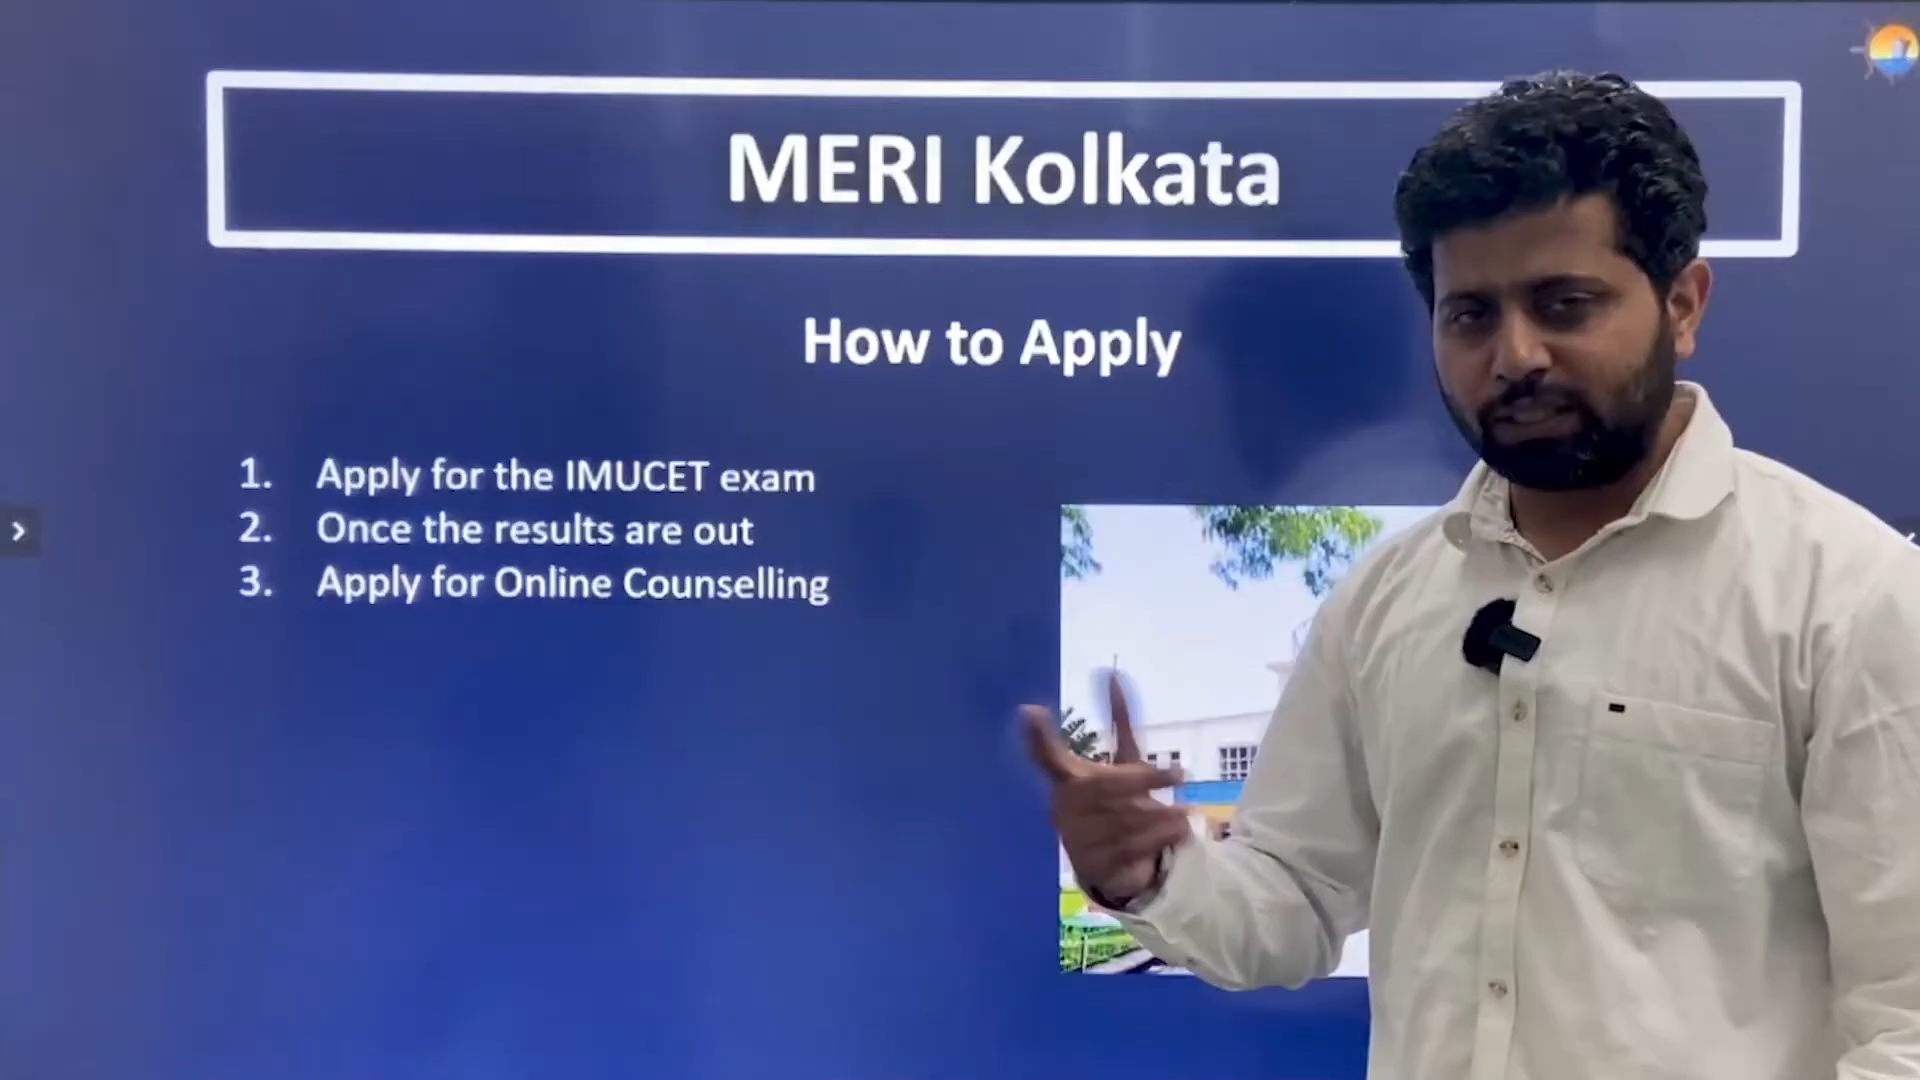 MERI Kolkata
How to Apply
1. Apply for the IMUCET exam
2. Once the results are out
3. Apply for Online Counselling